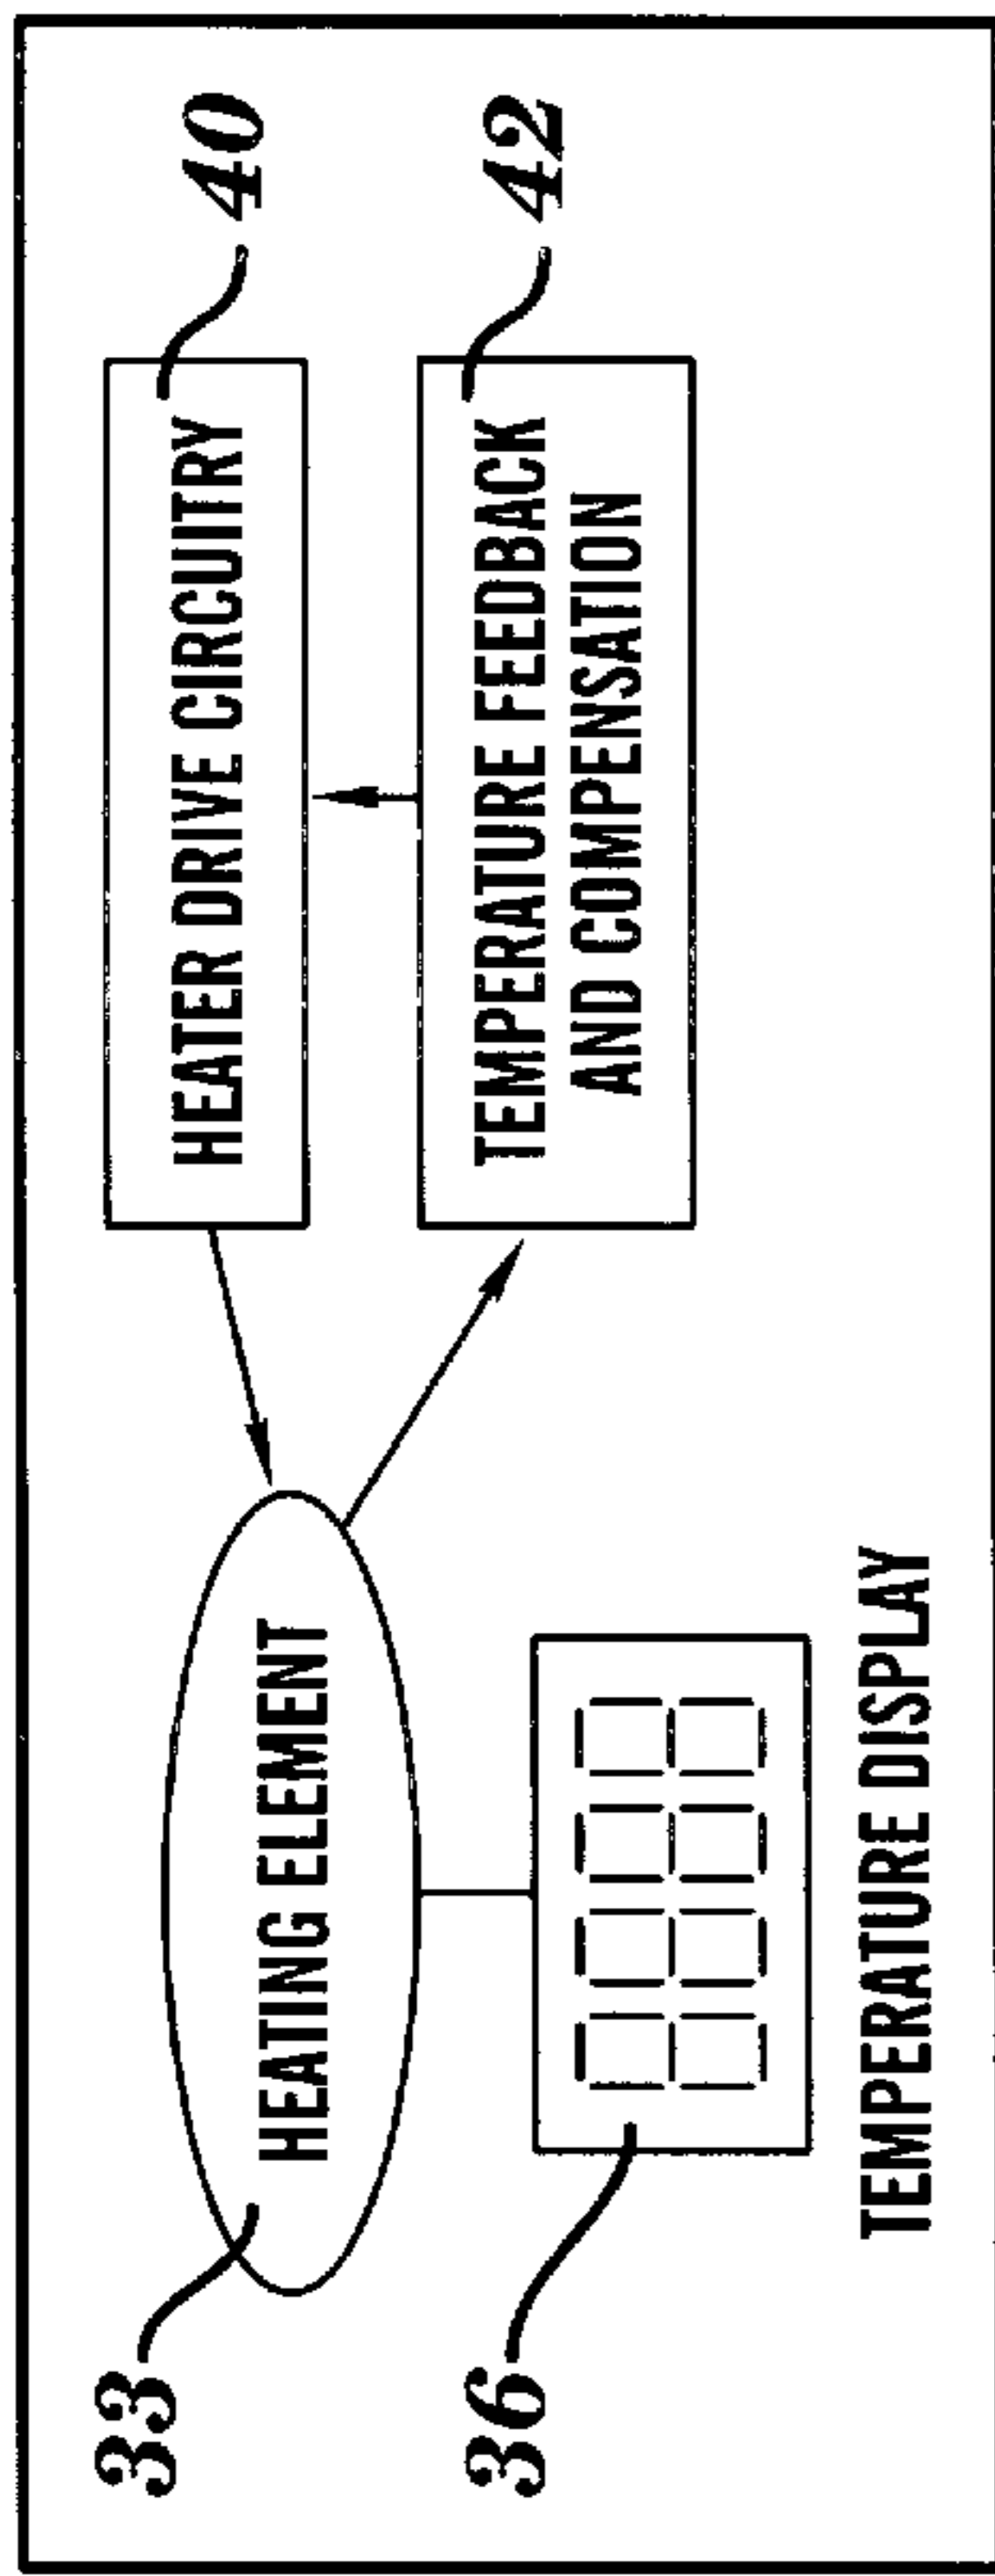 33
HEATING ELEMENT
HEATER DRIVE CIRCUITRY
40
36
TEMPERATURE DISPLAY
TEMPERATURE FEEDBACK
AND COMPENSATION
42